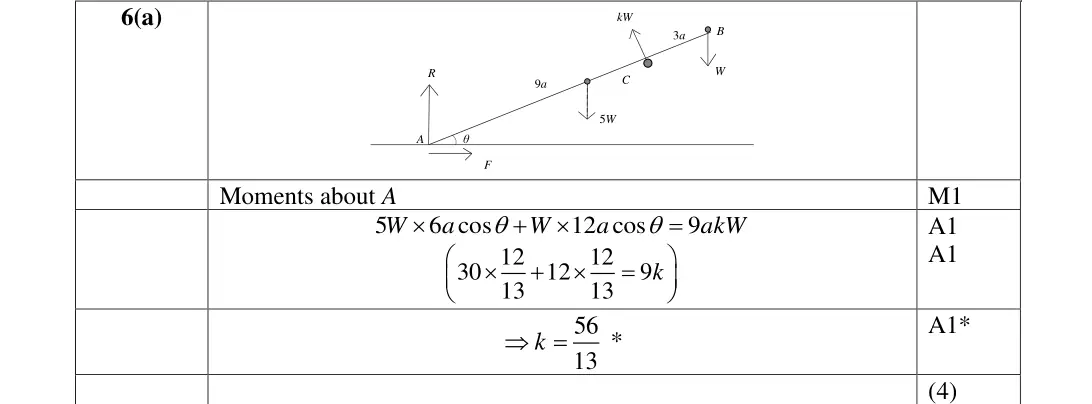 6(a)
kW
3a
B
R
W
9a
C
5W
A
θ
F
Moments about A
M1
5W × 6a cos θ + W × 12a cos θ = 9akW
A1
(30 × 12/13 + 12 × 12/13 = 9k)
A1
⇒ k = 56/13 *
A1*
(4)